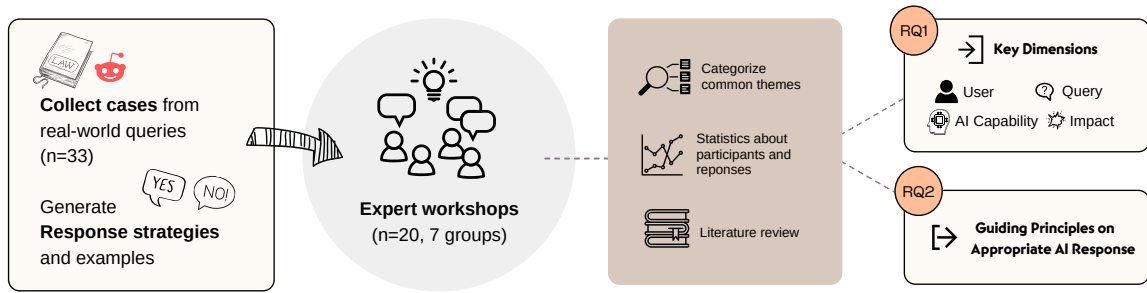 LAW
Collect cases from
real-world queries
(n=33)
YES
NO!
Generate
Response strategies
and examples
Expert workshops
(n=20, 7 groups)
Categorize
common themes
Statistics about
participants and
reponses
Literature review
RQ1
Key Dimensions
User
Query
AI Capability
Impact
RQ2
Guiding Principles on
Appropriate AI Response